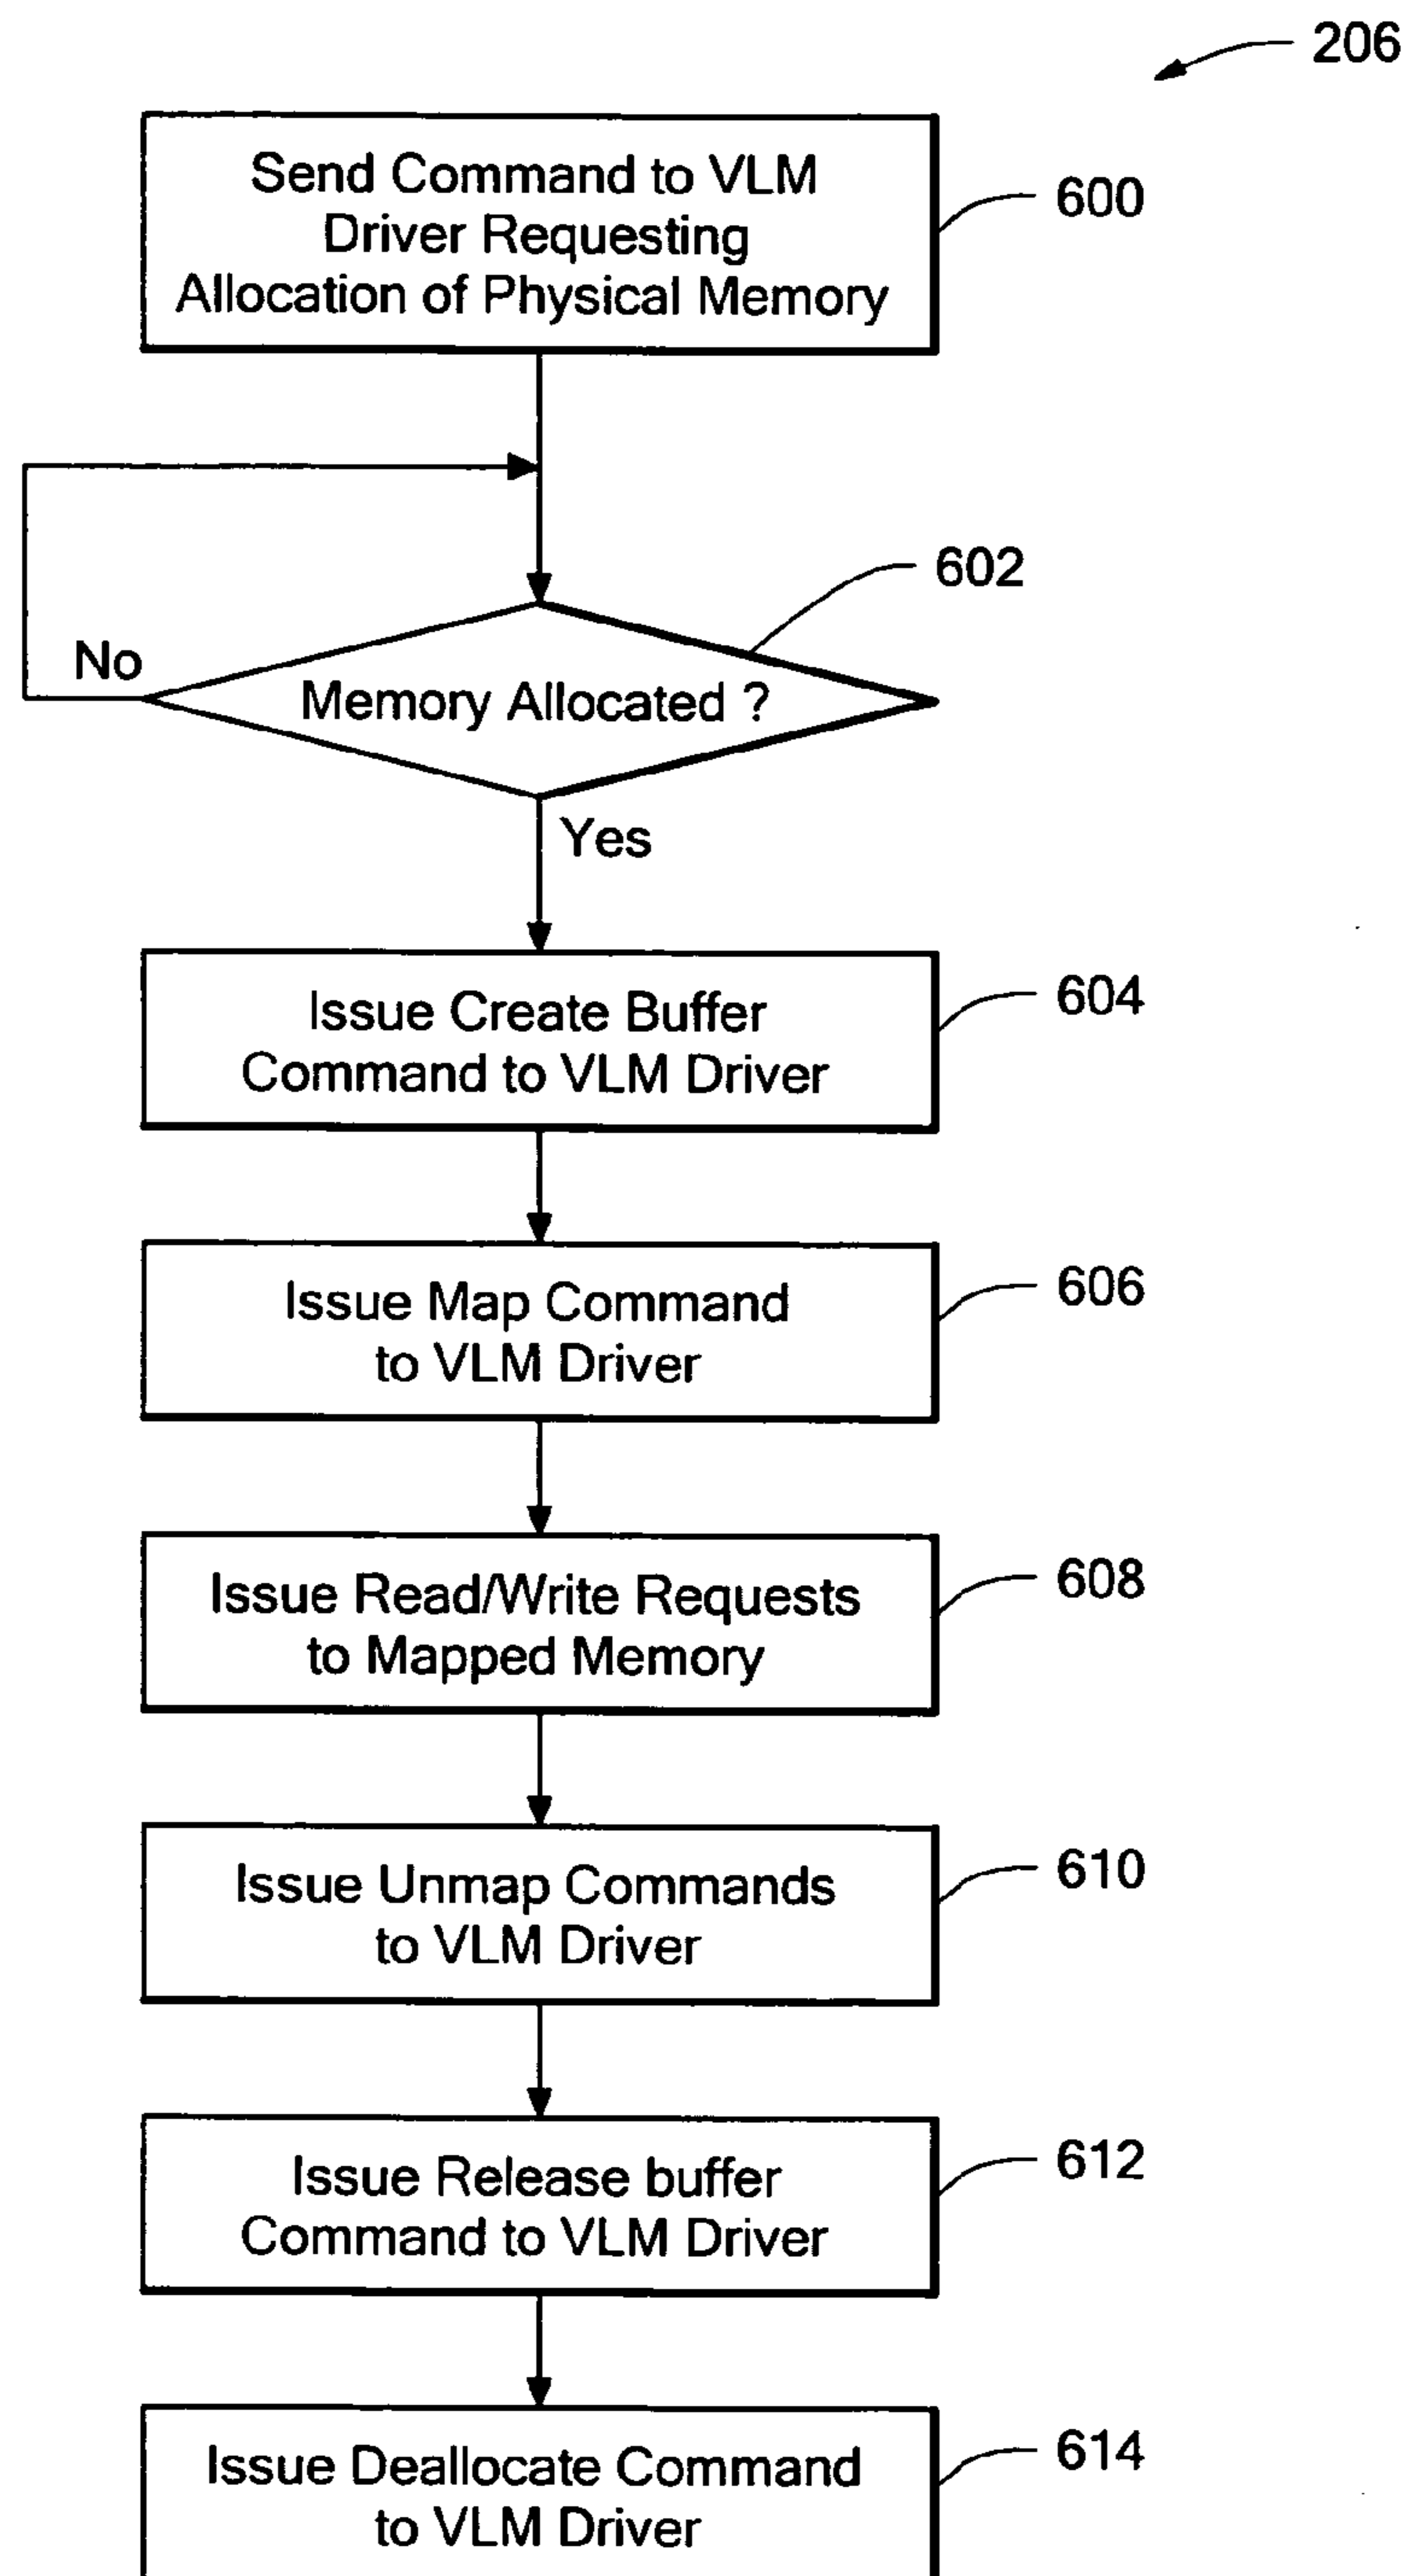 206
Send Command to VLM
Driver Requesting
Allocation of Physical Memory
600
602
No
Memory Allocated ?
Yes
Issue Create Buffer
Command to VLM Driver
604
Issue Map Command
to VLM Driver
606
Issue Read/Write Requests
to Mapped Memory
608
Issue Unmap Commands
to VLM Driver
610
Issue Release buffer
Command to VLM Driver
612
Issue Deallocate Command
to VLM Driver
614